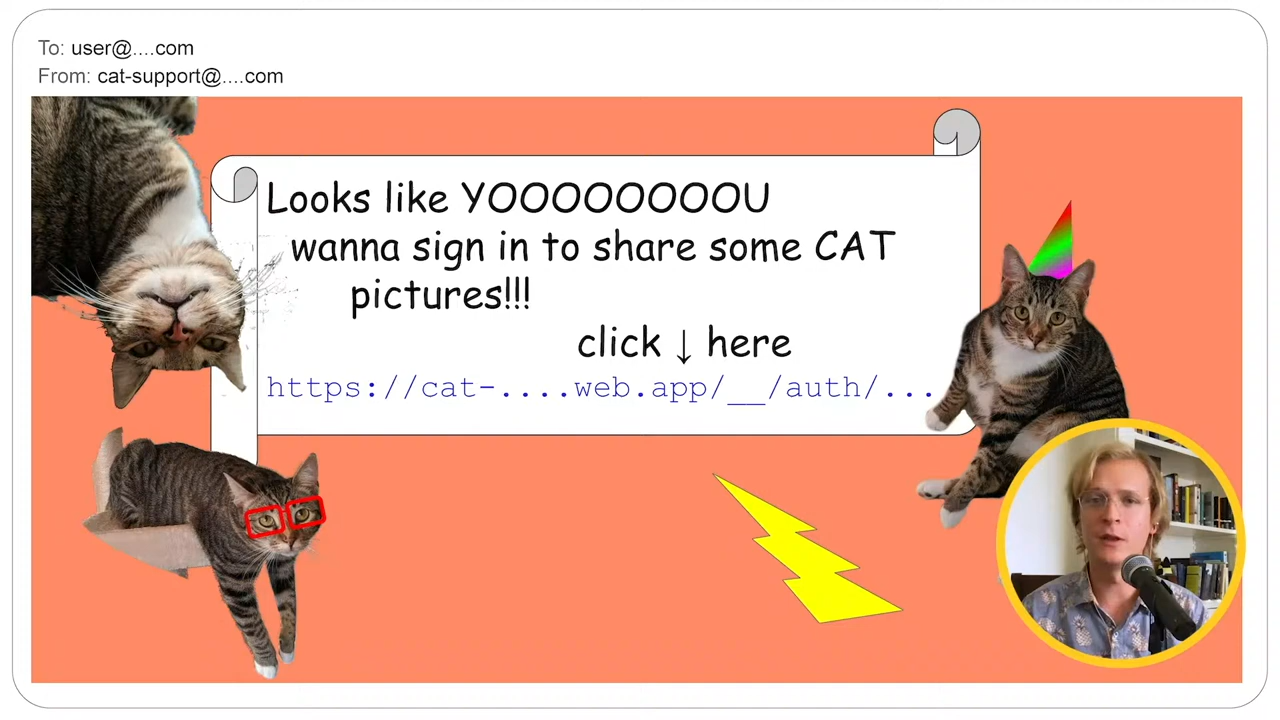 To: user@....com
From: cat-support@....com
Looks like YOOOOOOOOU
wanna sign in to share some CAT
pictures!!!
click ↓ here
https://cat-....web.app/__/auth/...